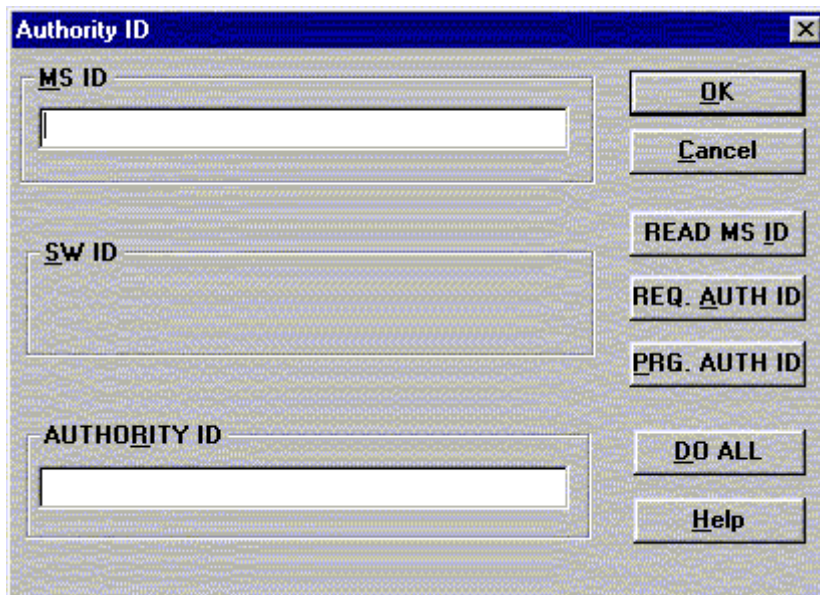 Authority ID
MS ID
OK
Cancel
READ MS ID
SW ID
REQ. AUTH ID
PRG. AUTH ID
AUTHORITY ID
DO ALL
Help